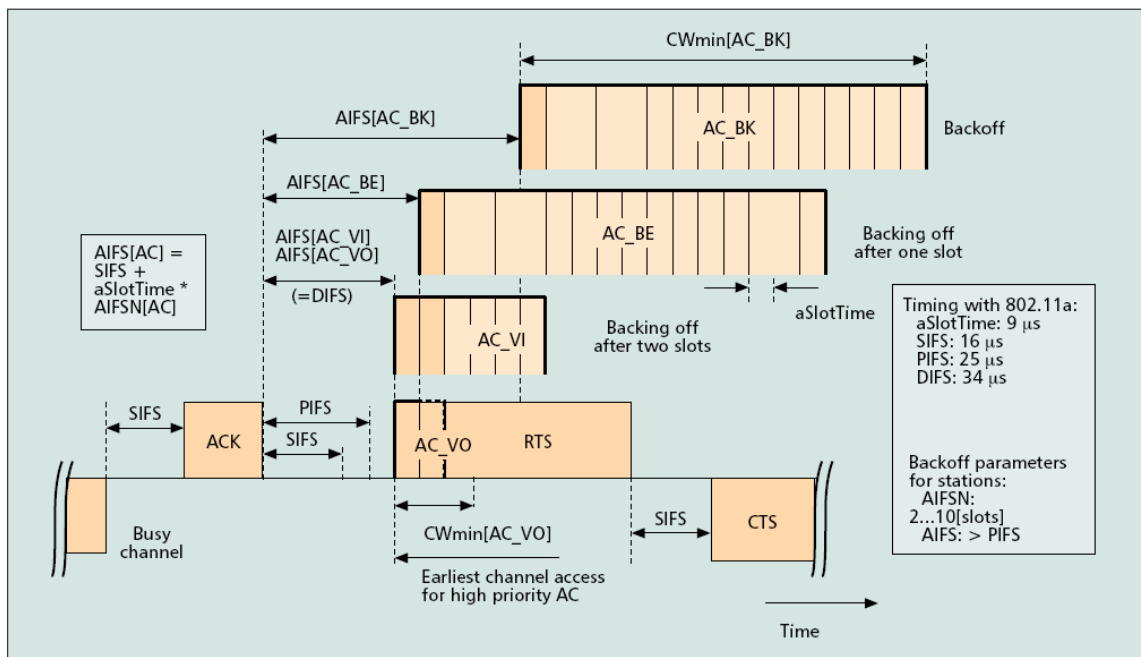 CWmin[AC_BK]
AIFS[AC_BK]
AC_BK
Backoff
AIFS[AC_BE]
AC_BE
Backing off
after one slot
AIFS[AC_VI]
AIFS[AC_VO]
(=DIFS)
AIFS[AC] =
SIFS +
aSlotTime *
AIFSN[AC]
aSlotTime
AC_VI
Backing off
after two slots
Timing with 802.11a:
aSlotTime: 9 μs
SIFS: 16 μs
PIFS: 25 μs
DIFS: 34 μs
Backoff parameters
for stations:
AIFSN:
2...10[slots]
AIFS: > PIFS
SIFS
ACK
PIFS
SIFS
AC_VO
RTS
Busy
channel
CWmin[AC_VO]
SIFS
CTS
Earliest channel access
for high priority AC
Time